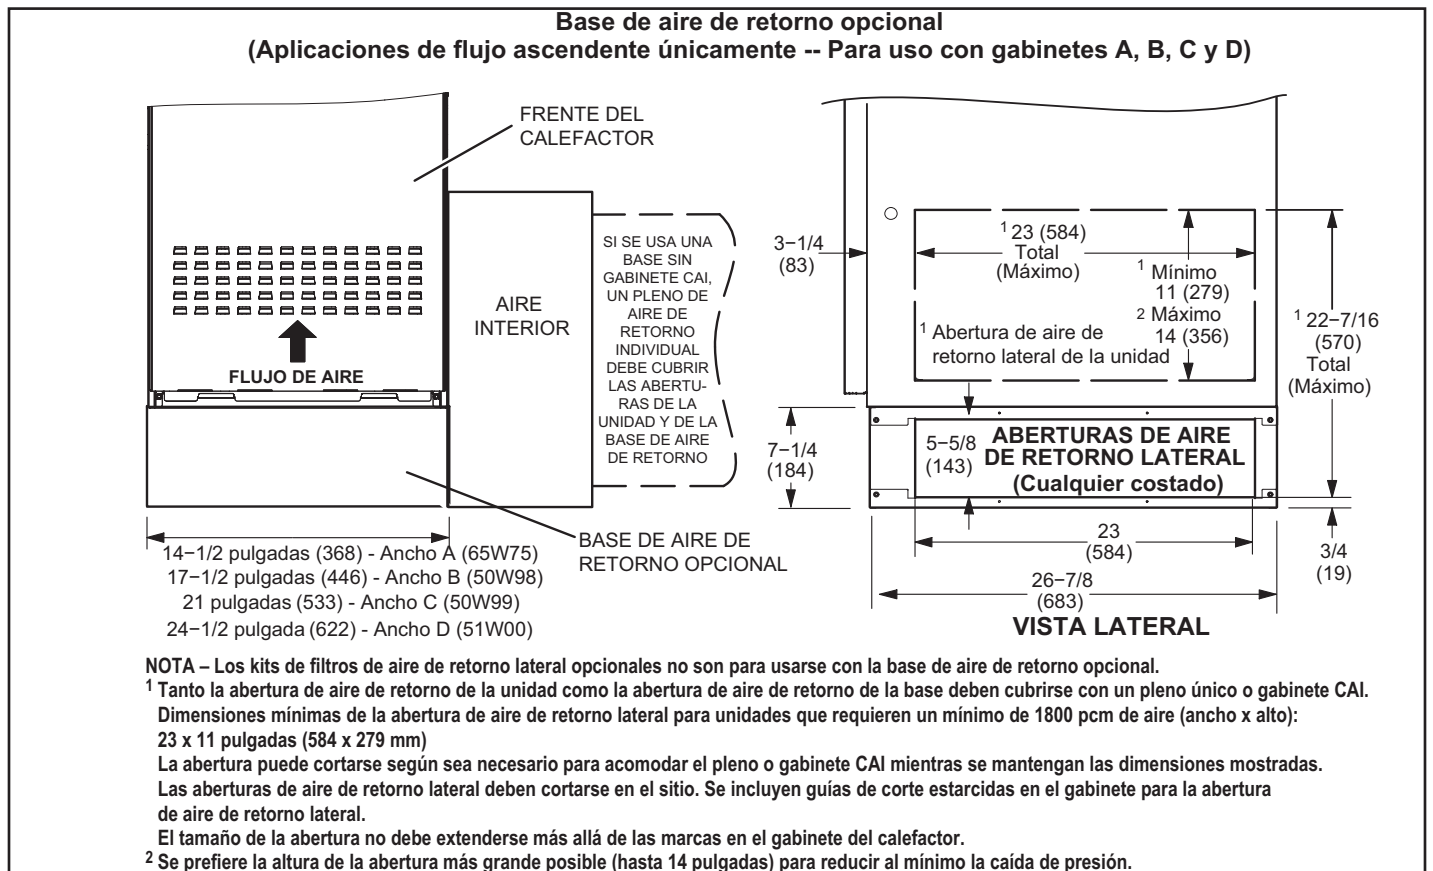 Base de aire de retorno opcional
(Aplicaciones de flujo ascendente únicamente -- Para uso con gabinetes A, B, C y D)
FRENTE DEL
CALEFACTOR
FLUJO DE AIRE
AIRE
INTERIOR
SI SE USA UNA
BASE SIN
GABINETE CAI,
UN PLENO DE
AIRE DE
RETORNO
INDIVIDUAL
DEBE CUBRIR
LAS ABERTU-
RAS DE LA
UNIDAD Y DE LA
BASE DE AIRE
DE RETORNO
BASE DE AIRE DE
RETORNO OPCIONAL
14−1/2 pulgadas (368) - Ancho A (65W75)
17−1/2 pulgadas (446) - Ancho B (50W98)
21 pulgadas (533) - Ancho C (50W99)
24−1/2 pulgada (622) - Ancho D (51W00)
3−1/4
(83)
1 23 (584)
Total
(Máximo)
1 Mínimo
11 (279)
2 Máximo
14 (356)
1 Abertura de aire de
retorno lateral de la unidad
1 22−7/16
(570)
Total
(Máximo)
7−1/4
(184)
5−5/8
(143)
ABERTURAS DE AIRE
DE RETORNO LATERAL
(Cualquier costado)
23
(584)
3/4
(19)
26−7/8
(683)
VISTA LATERAL
NOTA – Los kits de filtros de aire de retorno lateral opcionales no son para usarse con la base de aire de retorno opcional.
1 Tanto la abertura de aire de retorno de la unidad como la abertura de aire de retorno de la base deben cubrirse con un pleno único o gabinete CAI.
Dimensiones mínimas de la abertura de aire de retorno lateral para unidades que requieren un mínimo de 1800 pcm de aire (ancho x alto):
23 x 11 pulgadas (584 x 279 mm)
La abertura puede cortarse según sea necesario para acomodar el pleno o gabinete CAI mientras se mantengan las dimensiones mostradas.
Las aberturas de aire de retorno lateral deben cortarse en el sitio. Se incluyen guías de corte estarcidas en el gabinete para la abertura
de aire de retorno lateral.
El tamaño de la abertura no debe extenderse más allá de las marcas en el gabinete del calefactor.
2 Se prefiere la altura de la abertura más grande posible (hasta 14 pulgadas) para reducir al mínimo la caída de presión.